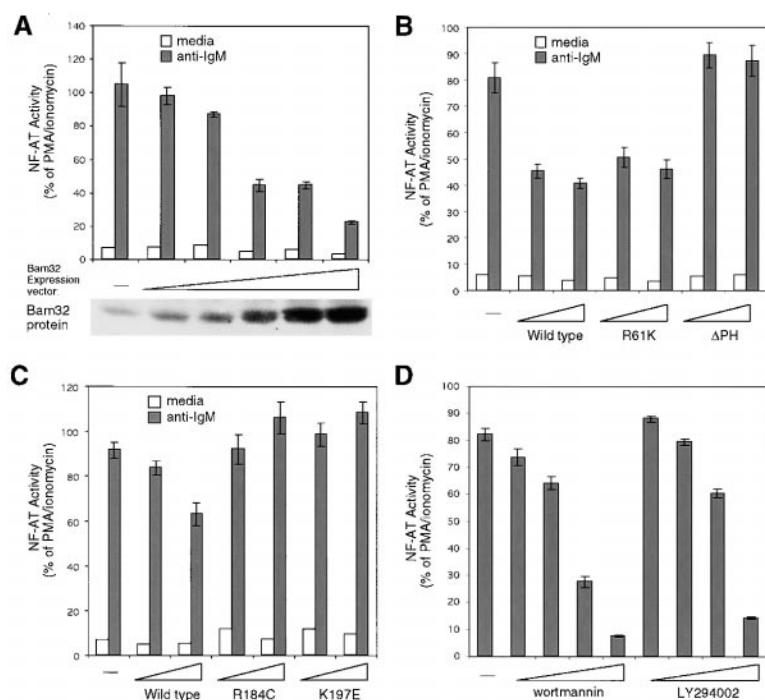 A
NF-AT Activity
(% of PMA/ionomycin)
140
120
100
80
60
40
20
0
media
anti-IgM
Bam32
Expression
vector:
—
Bam32
protein
B
NF-AT Activity
(% of PMA/ionomycin)
100
90
80
70
60
50
40
30
20
10
0
media
anti-IgM
—
Wild type
R61K
ΔPH
C
NF-AT Activity
(% of PMA/ionomycin)
120
100
80
60
40
20
0
media
anti-IgM
—
Wild type
R184C
K197E
D
NF-AT Activity
(% of PMA/ionomycin)
100
90
80
70
60
50
40
30
20
10
0
—
wortmannin
LY294002